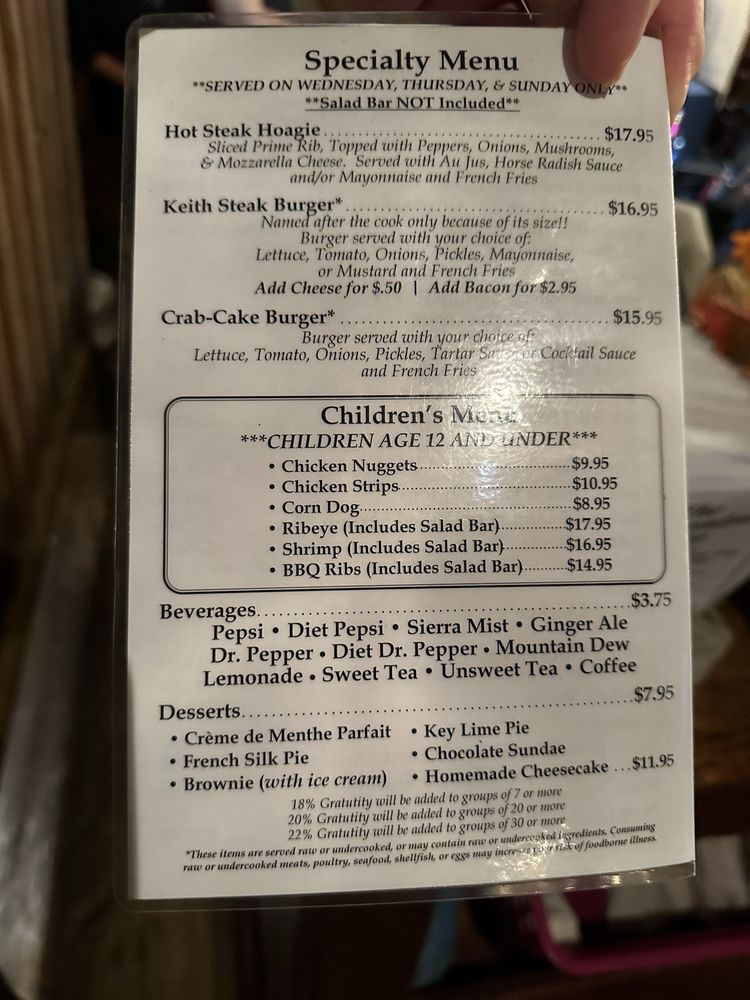 Specialty Menu
**SERVED ON WEDNESDAY, THURSDAY, & SUNDAY ONLY**
**Salad Bar NOT Included**
Hot Steak Hoagie.......................................$17.95
Sliced Prime Rib, Topped with Peppers, Onions, Mushrooms,
& Mozzarella Cheese. Served with Au Jus, Horse Radish Sauce
and/or Mayonnaise and French Fries
Keith Steak Burger*.....................................$16.95
Named after the cook only because of its size!!
Burger served with your choice of:
Lettuce, Tomato, Onions, Pickles, Mayonnaise,
or Mustard and French Fries
Add Cheese for $.50 | Add Bacon for $2.95
Crab-Cake Burger*......................................$15.95
Burger served with your choice of:
Lettuce, Tomato, Onions, Pickles, Tartar Sauce or Cocktail Sauce
and French Fries
Children's Menu
***CHILDREN AGE 12 AND UNDER***
• Chicken Nuggets..............................$9.95
• Chicken Strips..................................$10.95
• Corn Dog..........................................$8.95
• Ribeye (Includes Salad Bar).............$17.95
• Shrimp (Includes Salad Bar)............$16.95
• BBQ Ribs (Includes Salad Bar).........$14.95
Beverages....................................................$3.75
Pepsi • Diet Pepsi • Sierra Mist • Ginger Ale
Dr. Pepper • Diet Dr. Pepper • Mountain Dew
Lemonade • Sweet Tea • Unsweet Tea • Coffee
Desserts......................................................$7.95
• Crème de Menthe Parfait • Key Lime Pie
• French Silk Pie • Chocolate Sundae
• Brownie (with ice cream) • Homemade Cheesecake ...$11.95
18% Gratutity will be added to groups of 7 or more
20% Gratutity will be added to groups of 20 or more
22% Gratutity will be added to groups of 30 or more
*These items are served raw or undercooked, or may contain raw or undercooked ingredients. Consuming
raw or undercooked meats, poultry, seafood, shellfish, or eggs may increase your risk of foodborne illness.